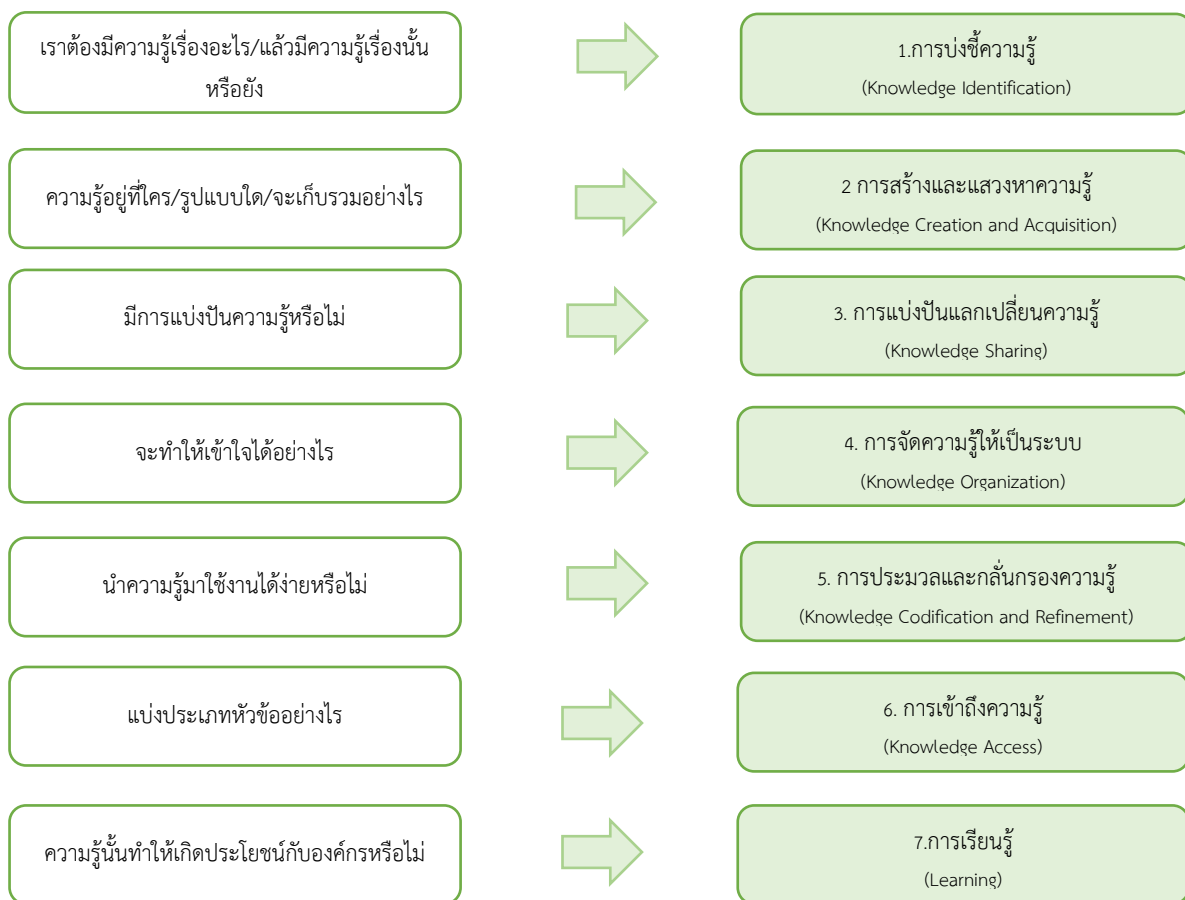 เราต้องมีความรู้เรื่องอะไร/แล้วมีความรู้เรื่องนั้น
หรือยัง
1.การบ่งชี้ความรู้
(Knowledge Identification)
ความรู้อยู่ที่ใคร/รูปแบบใด/จะเก็บรวมอย่างไร
2 การสร้างและแสวงหาความรู้
(Knowledge Creation and Acquisition)
มีการแบ่งปันความรู้หรือไม่
3. การแบ่งปันแลกเปลี่ยนความรู้
(Knowledge Sharing)
จะทำให้เข้าใจได้อย่างไร
4. การจัดความรู้ให้เป็นระบบ
(Knowledge Organization)
นำความรู้มาใช้งานได้ง่ายหรือไม่
5. การประมวลและกลั่นกรองความรู้
(Knowledge Codification and Refinement)
แบ่งประเภทหัวข้ออย่างไร
6. การเข้าถึงความรู้
(Knowledge Access)
ความรู้นั้นทำให้เกิดประโยชน์กับองค์กรหรือไม่
7.การเรียนรู้
(Learning)